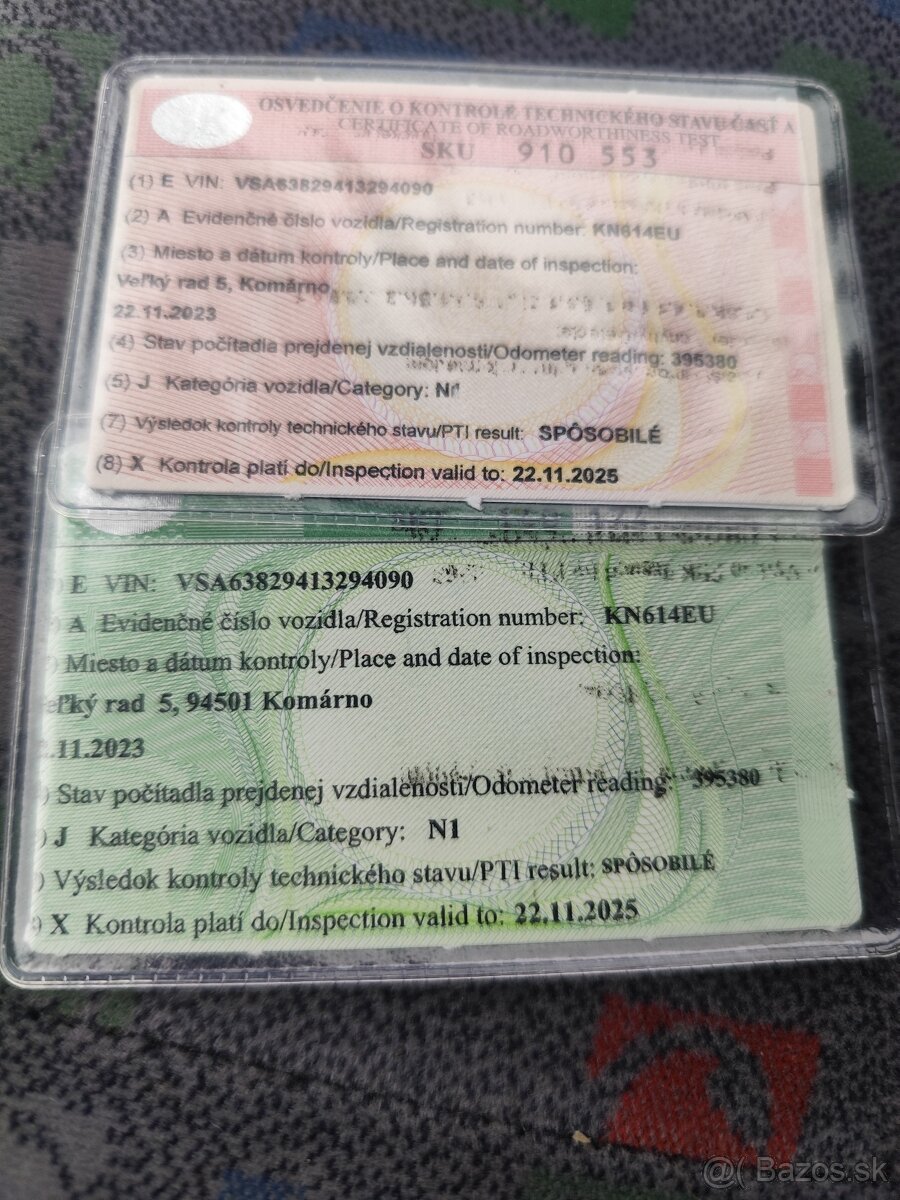 OSVEDČENIE O KONTROLE TECHNICKÉHO STAVU ČASŤ A
CERTIFICATE OF ROADWORTHINESS TEST
SKU 910 553
(1) E VIN: VSA63829413294090
(2) A Evidenčné číslo vozidla/Registration number: KN614EU
(3) Miesto a dátum kontroly/Place and date of inspection:
Veľký rad 5, Komárno,
22.11.2023
(4) Stav počítadla prejdenej vzdialenosti/Odometer reading: 395380
(5) J Kategória vozidla/Category: N1
(7) Výsledok kontroly technického stavu/PTI result: SPÔSOBILÉ
(8) X Kontrola platí do/Inspection valid to: 22.11.2025
) E VIN: VSA63829413294090
) A Evidenčné číslo vozidla/Registration number: KN614EU
) Miesto a dátum kontroly/Place and date of inspection:
eľký rad 5, 94501 Komárno
.11.2023
) Stav počítadla prejdenej vzdialenosti/Odometer reading: 395380
) J Kategória vozidla/Category: N1
) Výsledok kontroly technického stavu/PTI result: SPÔSOBILÉ
) X Kontrola platí do/Inspection valid to: 22.11.2025
@( Bazos.sk